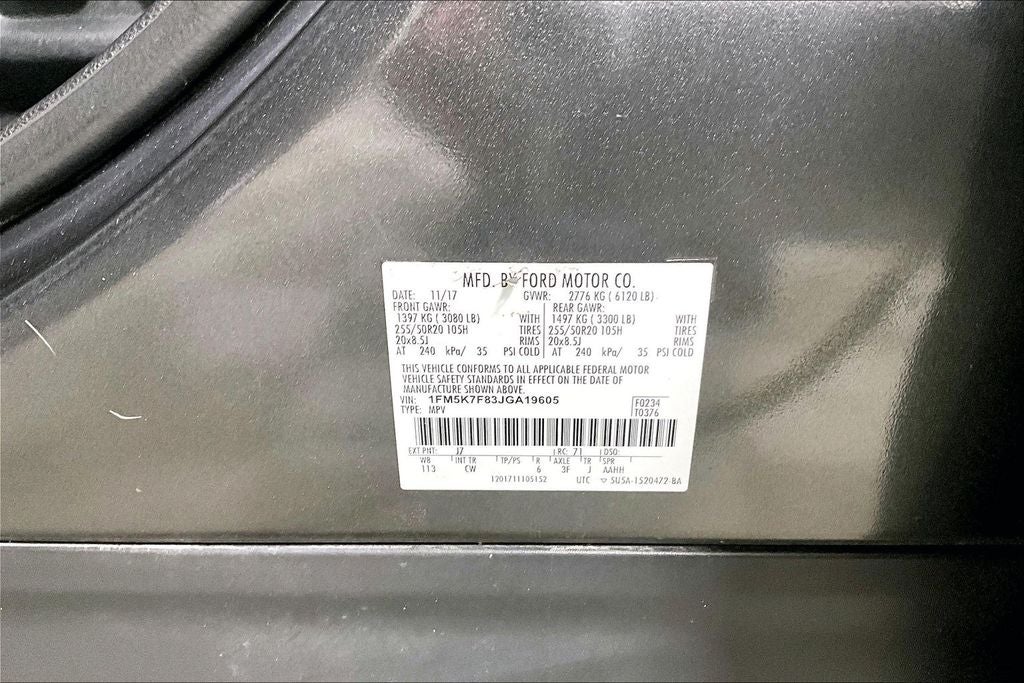 MFD. BY FORD MOTOR CO.
DATE: 11/17 GVWR: 2776 KG ( 6120 LB)
FRONT GAWR: REAR GAWR:
1397 KG ( 3080 LB) WITH 1497 KG ( 3300 LB) WITH
255/50R20 105H TIRES 255/50R20 105H TIRES
20x8.5J RIMS 20x8.5J RIMS
AT 240 kPa/ 35 PSI COLD AT 240 kPa/ 35 PSI COLD
THIS VEHICLE CONFORMS TO ALL APPLICABLE FEDERAL MOTOR
VEHICLE SAFETY STANDARDS IN EFFECT ON THE DATE OF
MANUFACTURE SHOWN ABOVE.
VIN: 1FM5K7F83JGA19605 F0234
TYPE: MPV T0376
EXT PNT: J7 RC: 71 DSO:
WB INT TR TP/PS R AXLE TR SPR
113 CW 6 3F J AAHH
1201711105152 UTC ▽ SU5A-1520472-BA